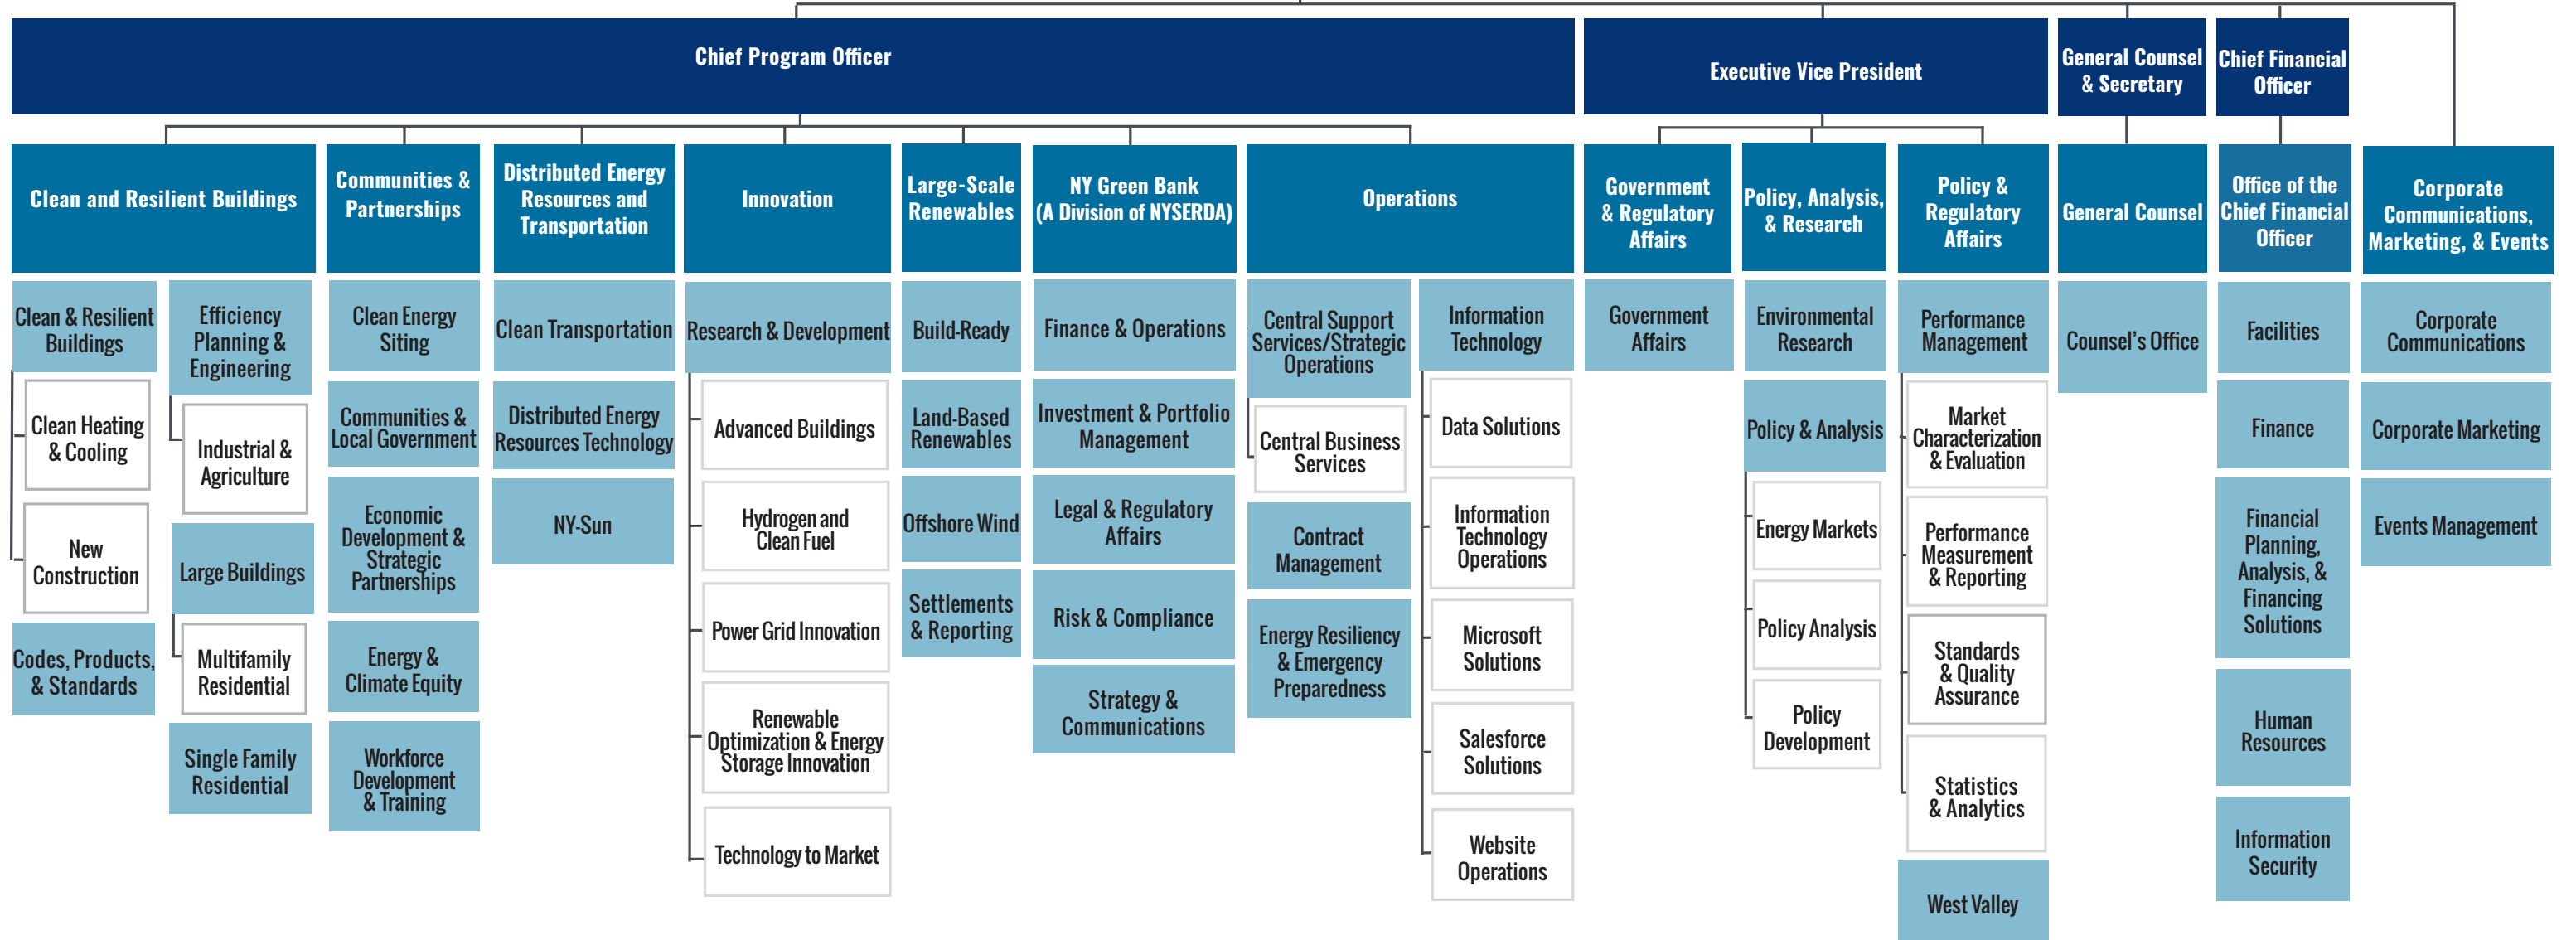 Chief Program Officer
Executive Vice President
General Counsel
& Secretary
Chief Financial
Officer
Clean and Resilient Buildings
Communities &
Partnerships
Distributed Energy
Resources and
Transportation
Innovation
Large-Scale
Renewables
NY Green Bank
(A Division of NYSERDA)
Operations
Government
& Regulatory
Affairs
Policy, Analysis,
& Research
Policy &
Regulatory
Affairs
General Counsel
Office of the
Chief Financial
Officer
Corporate
Communications,
Marketing, & Events
Clean & Resilient
Buildings
Clean Heating
& Cooling
New
Construction
Codes, Products,
& Standards
Efficiency
Planning &
Engineering
Industrial &
Agriculture
Large Buildings
Multifamily
Residential
Single Family
Residential
Clean Energy
Siting
Communities &
Local Government
Economic
Development &
Strategic
Partnerships
Energy &
Climate Equity
Workforce
Development
& Training
Clean Transportation
Distributed Energy
Resources Technology
NY-Sun
Research & Development
Advanced Buildings
Hydrogen and
Clean Fuel
Power Grid Innovation
Renewable
Optimization & Energy
Storage Innovation
Technology to Market
Build-Ready
Land-Based
Renewables
Offshore Wind
Settlements
& Reporting
Finance & Operations
Investment & Portfolio
Management
Legal & Regulatory
Affairs
Risk & Compliance
Strategy &
Communications
Central Support
Services/Strategic
Operations
Central Business
Services
Contract
Management
Energy Resiliency
& Emergency
Preparedness
Information
Technology
Data Solutions
Information
Technology
Operations
Microsoft
Solutions
Salesforce
Solutions
Website
Operations
Government
Affairs
Environmental
Research
Policy & Analysis
Energy Markets
Policy Analysis
Policy
Development
Performance
Management
Market
Characterization
& Evaluation
Performance
Measurement
& Reporting
Standards
& Quality
Assurance
Statistics
& Analytics
West Valley
Counsel's Office
Facilities
Finance
Financial
Planning,
Analysis, &
Financing
Solutions
Human
Resources
Information
Security
Corporate
Communications
Corporate Marketing
Events Management